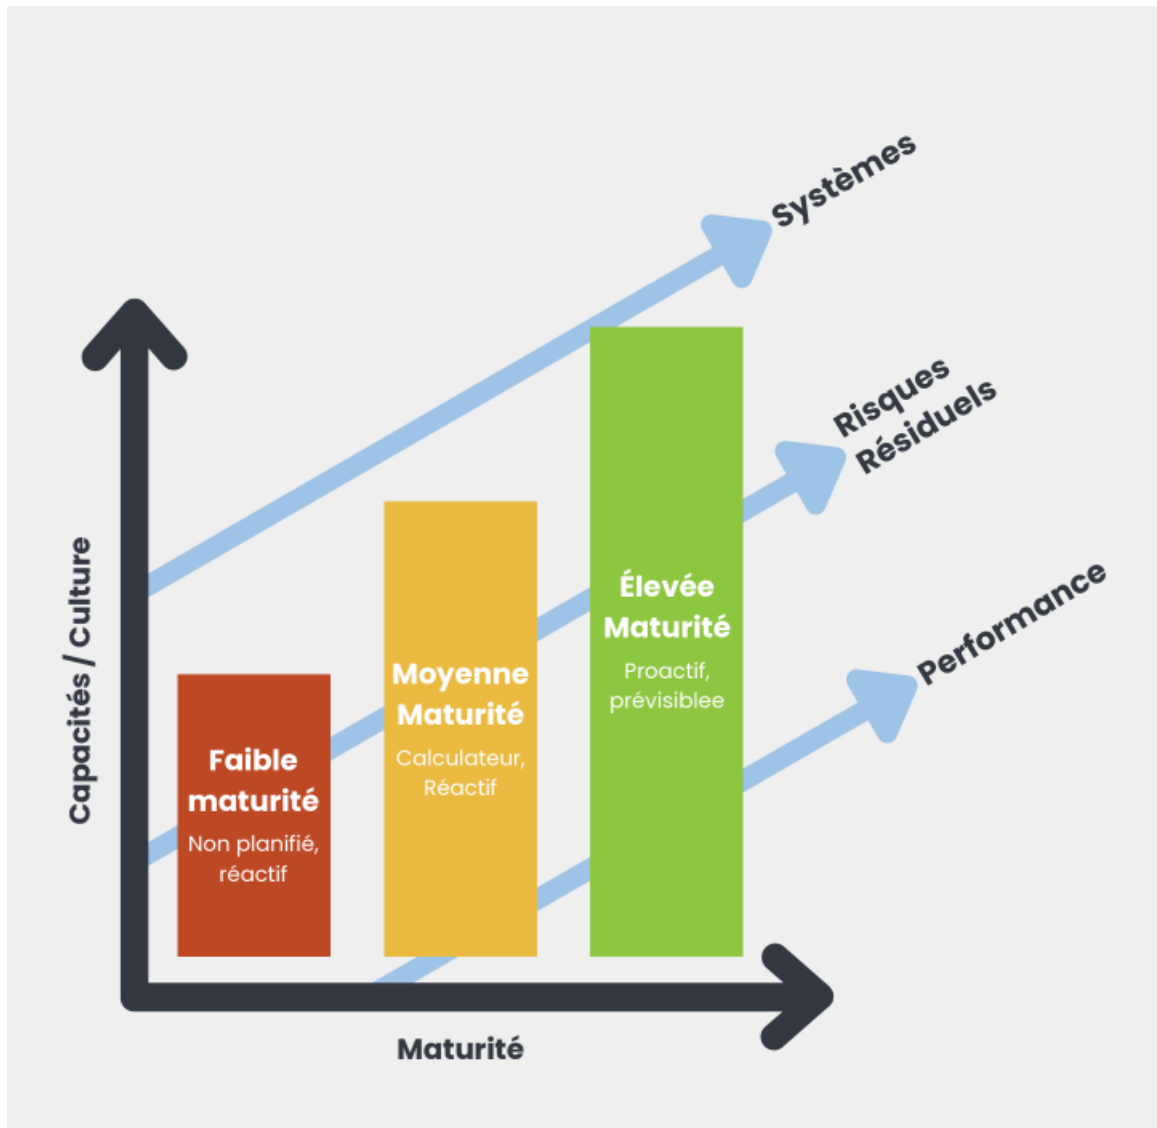 Systèmes
Risques
Résiduels
Performance
Capacités / Culture
Faible
maturité
Non planifié,
réactif
Moyenne
Maturité
Calculateur,
Réactif
Élevée
Maturité
Proactif,
prévisiblee
Maturité